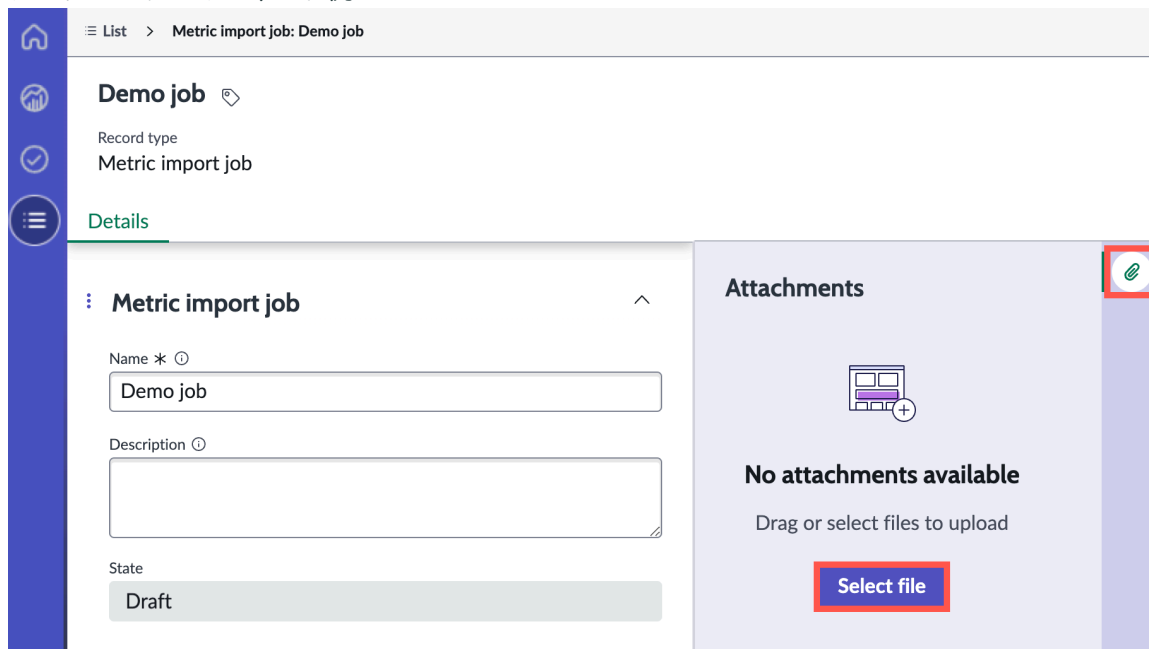 List > Metric import job: Demo job
Demo job
Record type
Metric import job
Details
Metric import job
Name *
Demo job
Description
State
Draft
Attachments
No attachments available
Drag or select files to upload
Select file